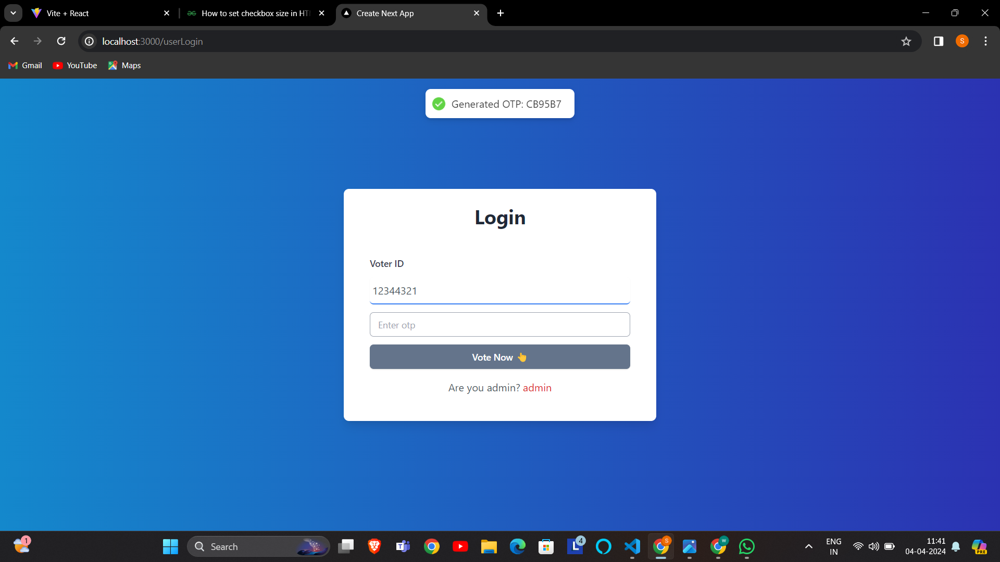 Vite + React
How to set checkbox size in HT
Create Next App
localhost:3000/userLogin
S
Gmail
YouTube
Maps
Generated OTP: CB95B7
Login
Voter ID
12344321
Enter otp
Vote Now 👆
Are you admin? admin
1
Search
4
L
S
W
ENG
IN
11:41
04-04-2024
PRE